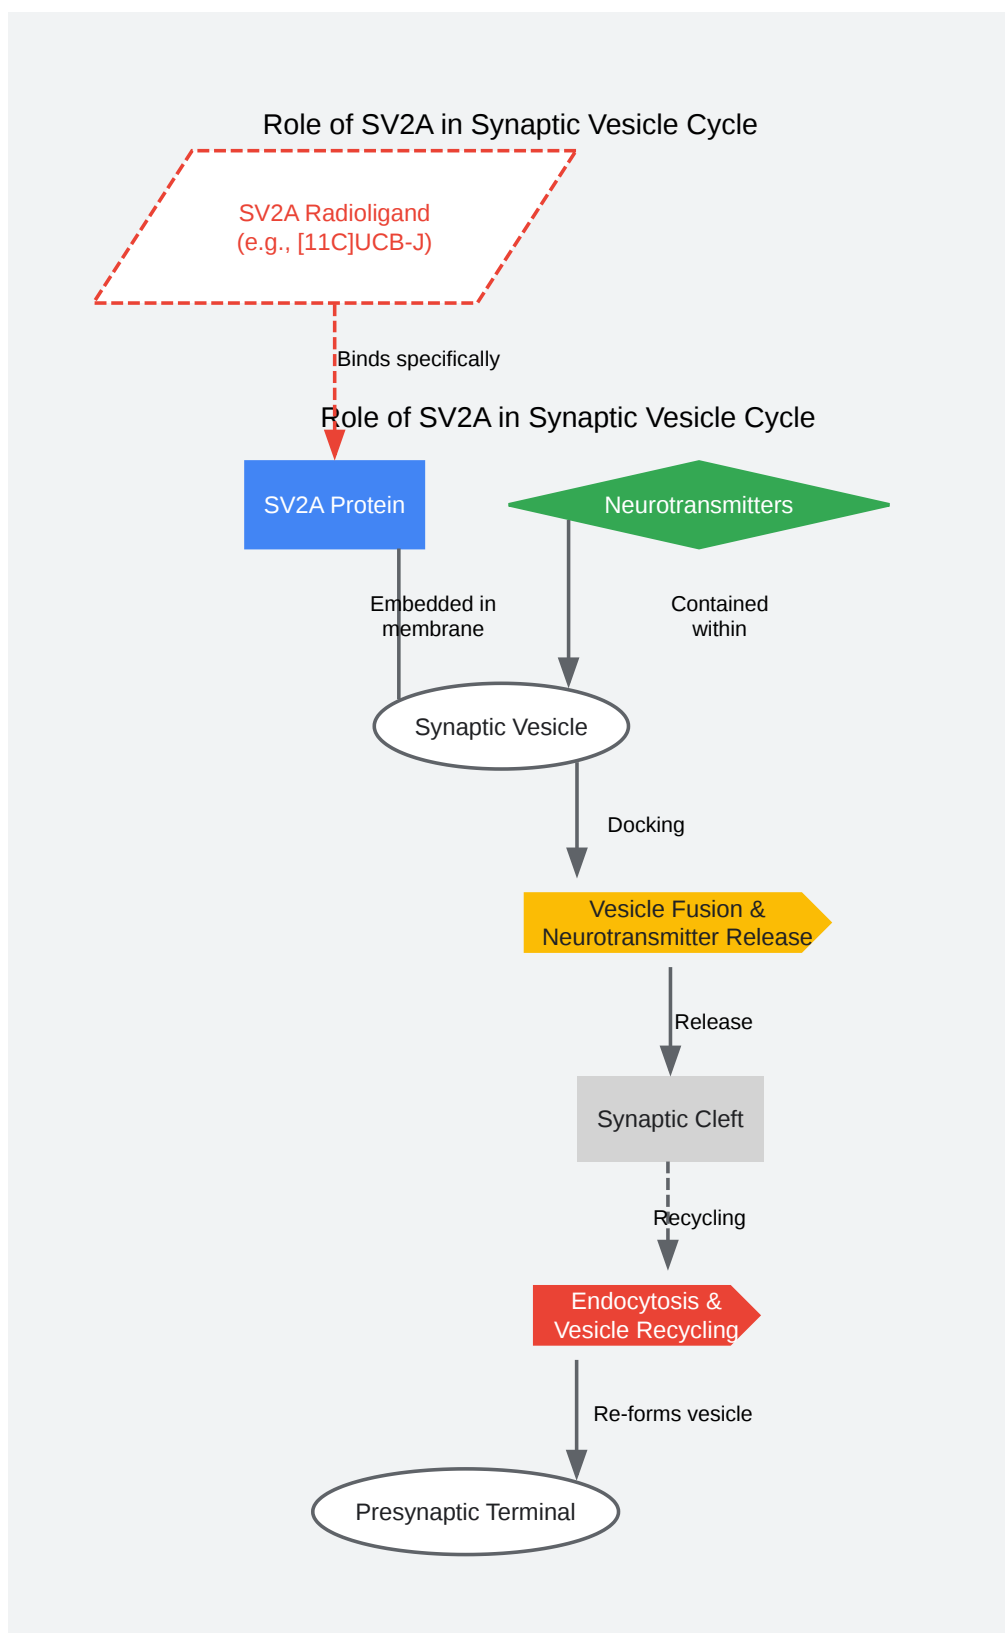 Role of SV2A in Synaptic Vesicle Cycle
SV2A Radioligand
(e.g., [11C]UCB-J)
Binds specifically
Role of SV2A in Synaptic Vesicle Cycle
SV2A Protein
Neurotransmitters
Embedded in
membrane
Contained
within
Synaptic Vesicle
Docking
Vesicle Fusion &
Neurotransmitter Release
Release
Synaptic Cleft
Recycling
Endocytosis &
Vesicle Recycling
Re-forms vesicle
Presynaptic Terminal